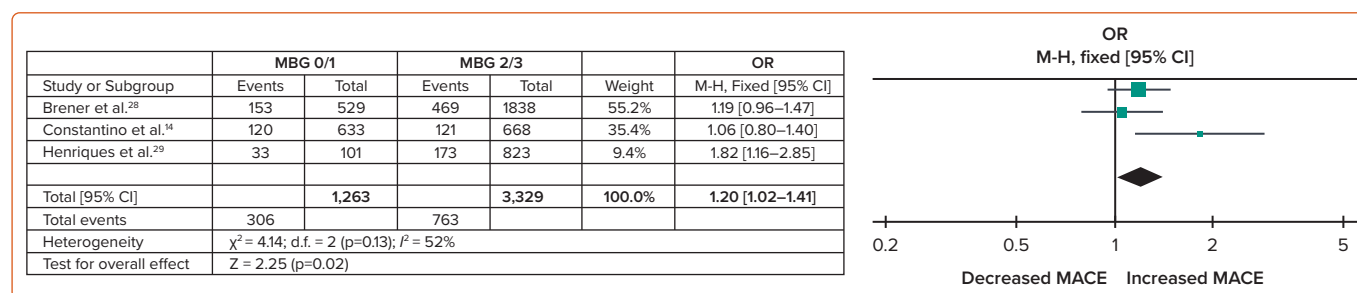 MBG 0/1 MBG 2/3 OR
Study or Subgroup Events Total Events Total Weight M-H, Fixed [95% CI]
Brener et al.²⁸ 153 529 469 1838 55.2% 1.19 [0.96–1.47]
Constantino et al.¹⁴ 120 633 121 668 35.4% 1.06 [0.80–1.40]
Henriques et al.²⁹ 33 101 173 823 9.4% 1.82 [1.16–2.85]
Total [95% CI] 1,263 3,329 100.0% 1.20 [1.02–1.41]
Total events 306 763
Heterogeneity χ² = 4.14; d.f. = 2 (p=0.13); I² = 52%
Test for overall effect Z = 2.25 (p=0.02)
OR
M-H, fixed [95% CI]
0.2 0.5 1 2 5
Decreased MACE Increased MACE